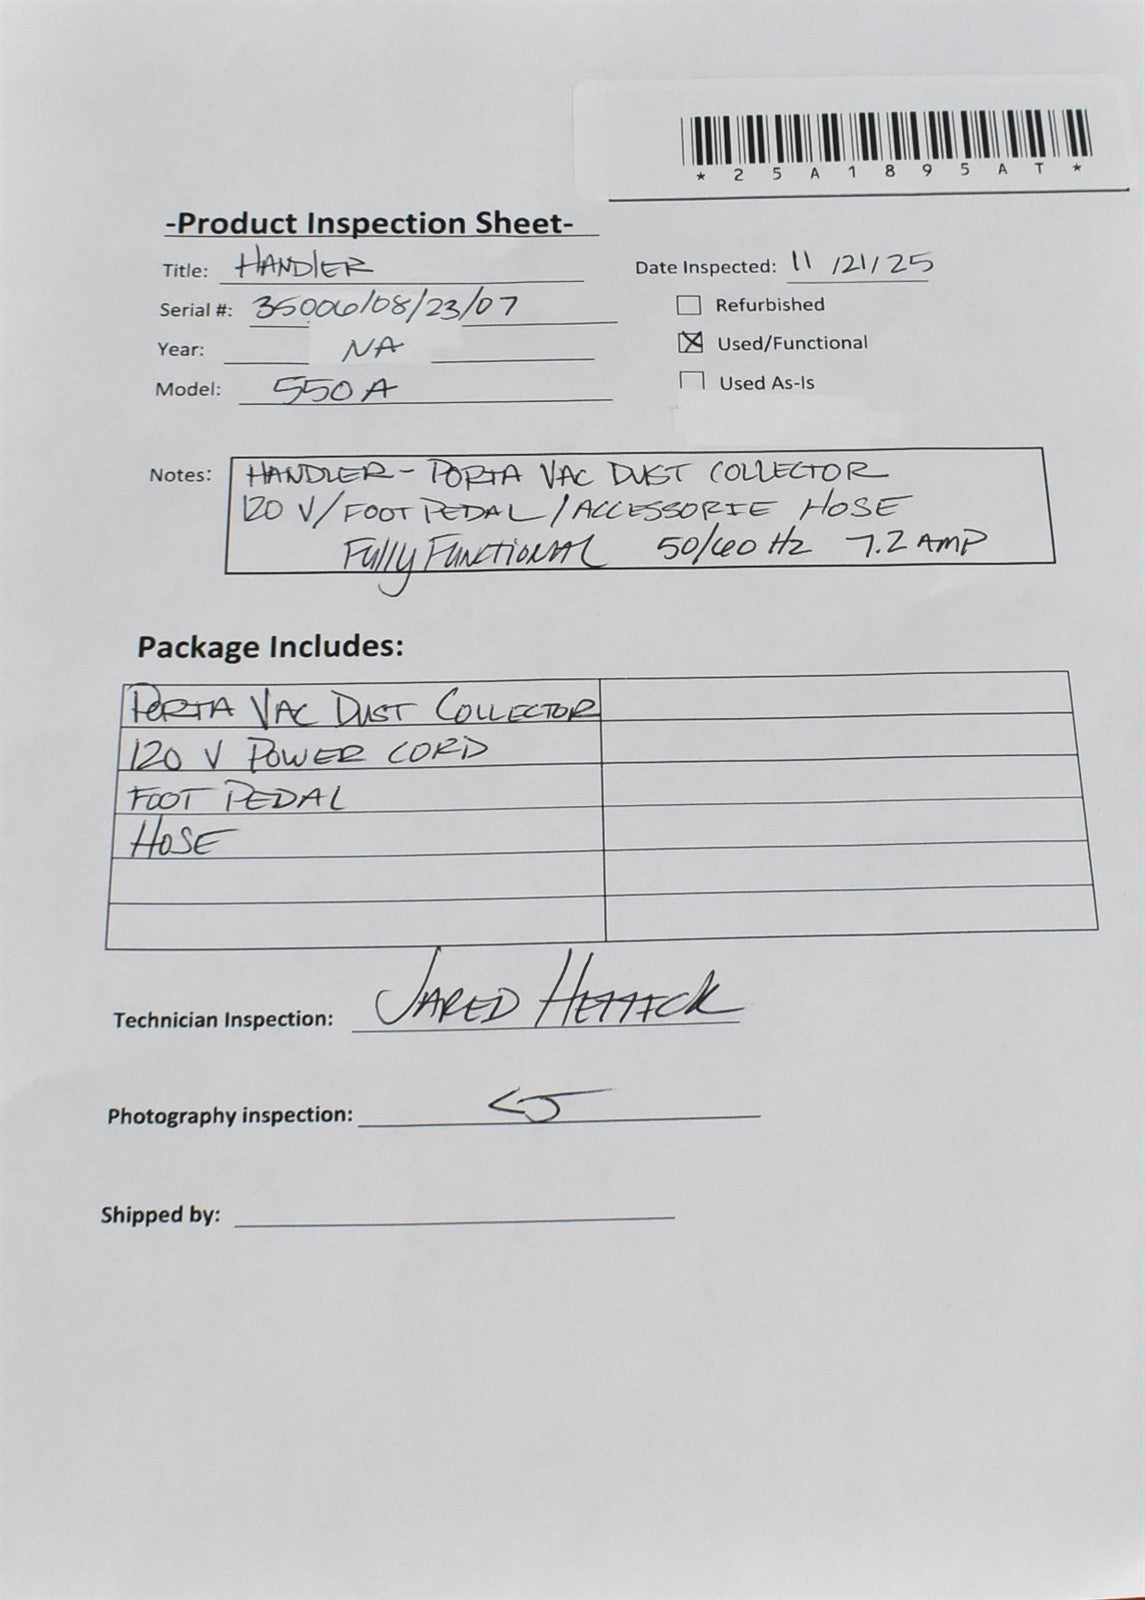 *25A1895AT*
-Product Inspection Sheet-
Title: HANDLER
Date Inspected: 11/21/25
Serial #: 35006/08/23/07
Refurbished
Year: NA
Used/Functional
Model: 550A
Used As-Is
Notes: HANDLER - PORTA VAC DUST COLLECTOR
120 V/FOOT PEDAL/ACCESSORIE HOSE
Fully Functional 50/60 Hz 7.2 AMP
Package Includes:
PORTA VAC DUST COLLECTOR
120 V POWER CORD
FOOT PEDAL
HOSE
Technician Inspection: JARED HETTICK
Photography inspection:
Shipped by: